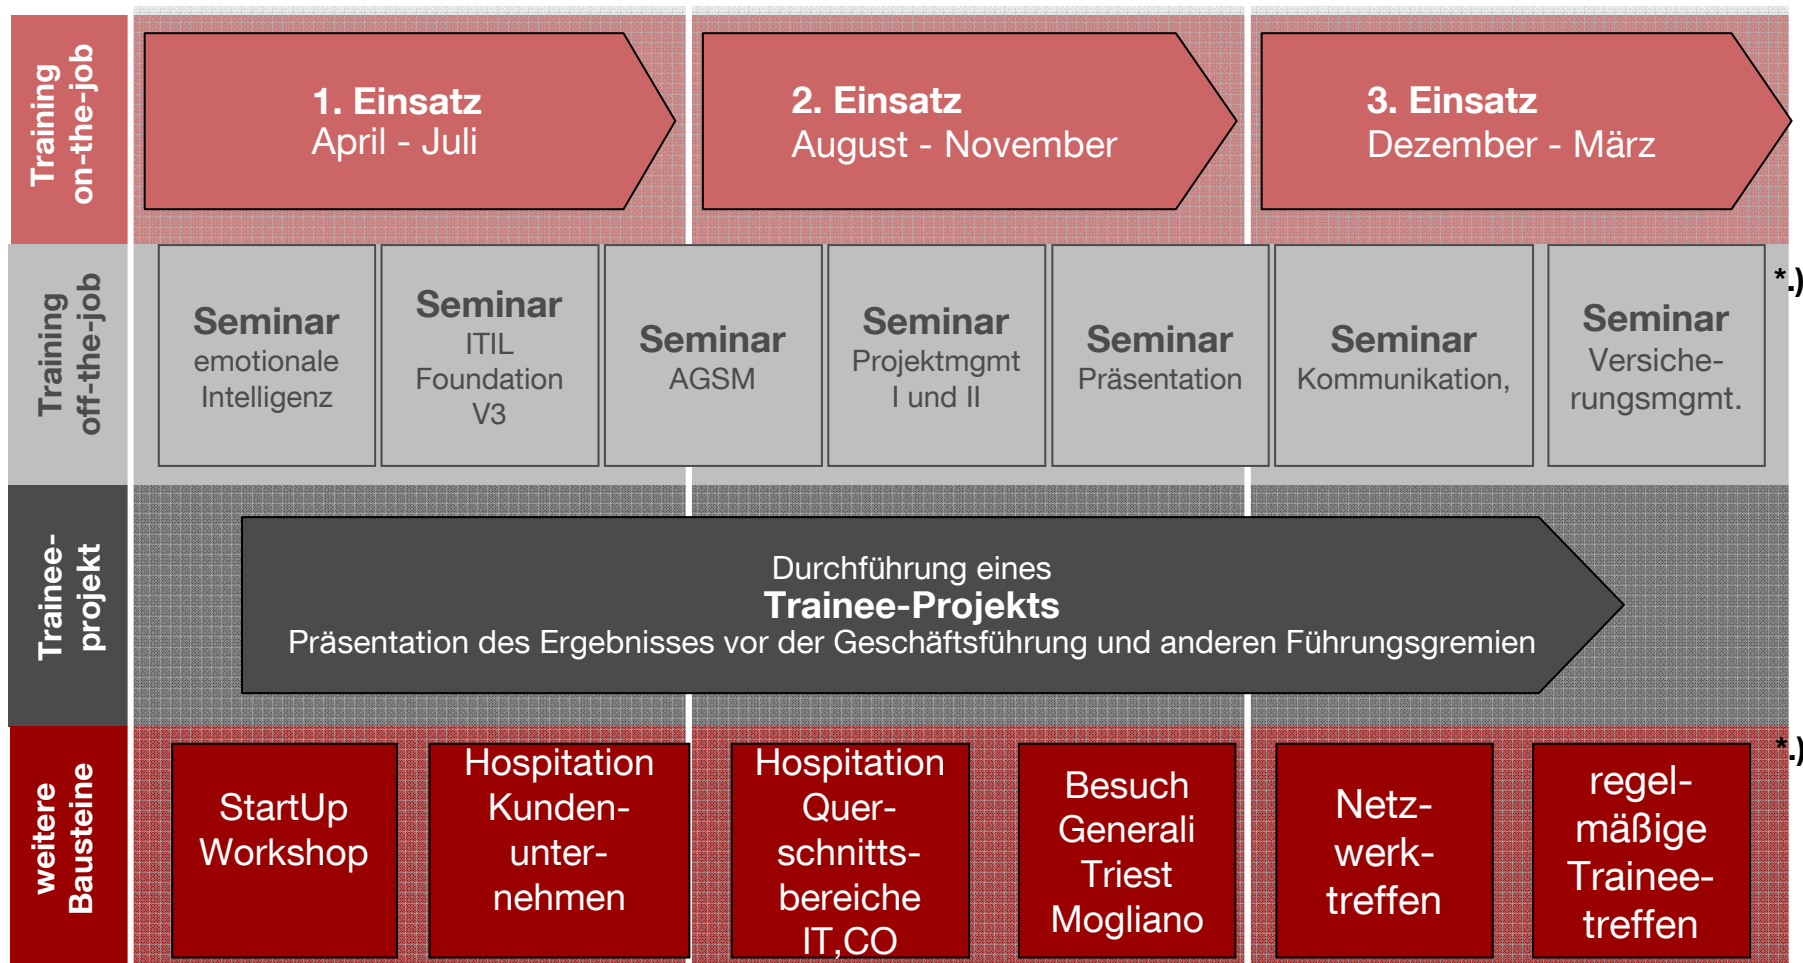 Training
on-the-job
1. Einsatz
April - Juli
2. Einsatz
August - November
3. Einsatz
Dezember - März
Training
off-the-job
Seminar
emotionale
Intelligenz
Seminar
ITIL
Foundation
V3
Seminar
AGSM
Seminar
Projektmgmt
I und II
Seminar
Präsentation
Seminar
Kommunikation,
Seminar
Versiche-
rungsmgmt.
*.)
Trainee-
projekt
Durchführung eines
Trainee-Projekts
Präsentation des Ergebnisses vor der Geschäftsführung und anderen Führungsgremien
weitere
Bausteine
StartUp
Workshop
Hospitation
Kunden-
unter-
nehmen
Hospitation
Quer-
schnitts-
bereiche
IT,CO
Besuch
Generali
Triest
Mogliano
Netz-
werk-
treffen
regel-
mäßige
Trainee-
treffen
*.)